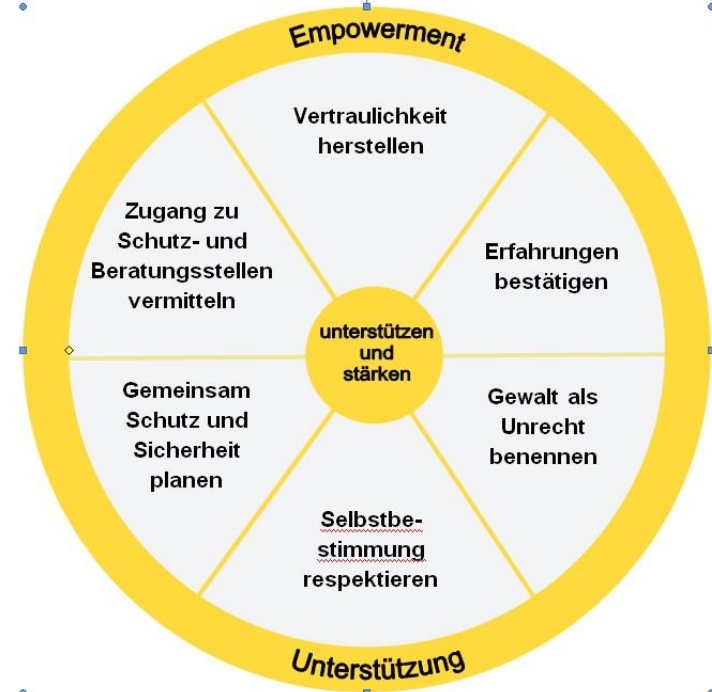 Empowerment
Vertraulichkeit
herstellen
Erfahrungen
bestätigen
Gewalt als
Unrecht
benennen
Selbstbe-
stimmung
respektieren
Gemeinsam
Schutz und
Sicherheit
planen
Zugang zu
Schutz- und
Beratungsstellen
vermitteln
unterstützen
und
stärken
Unterstützung